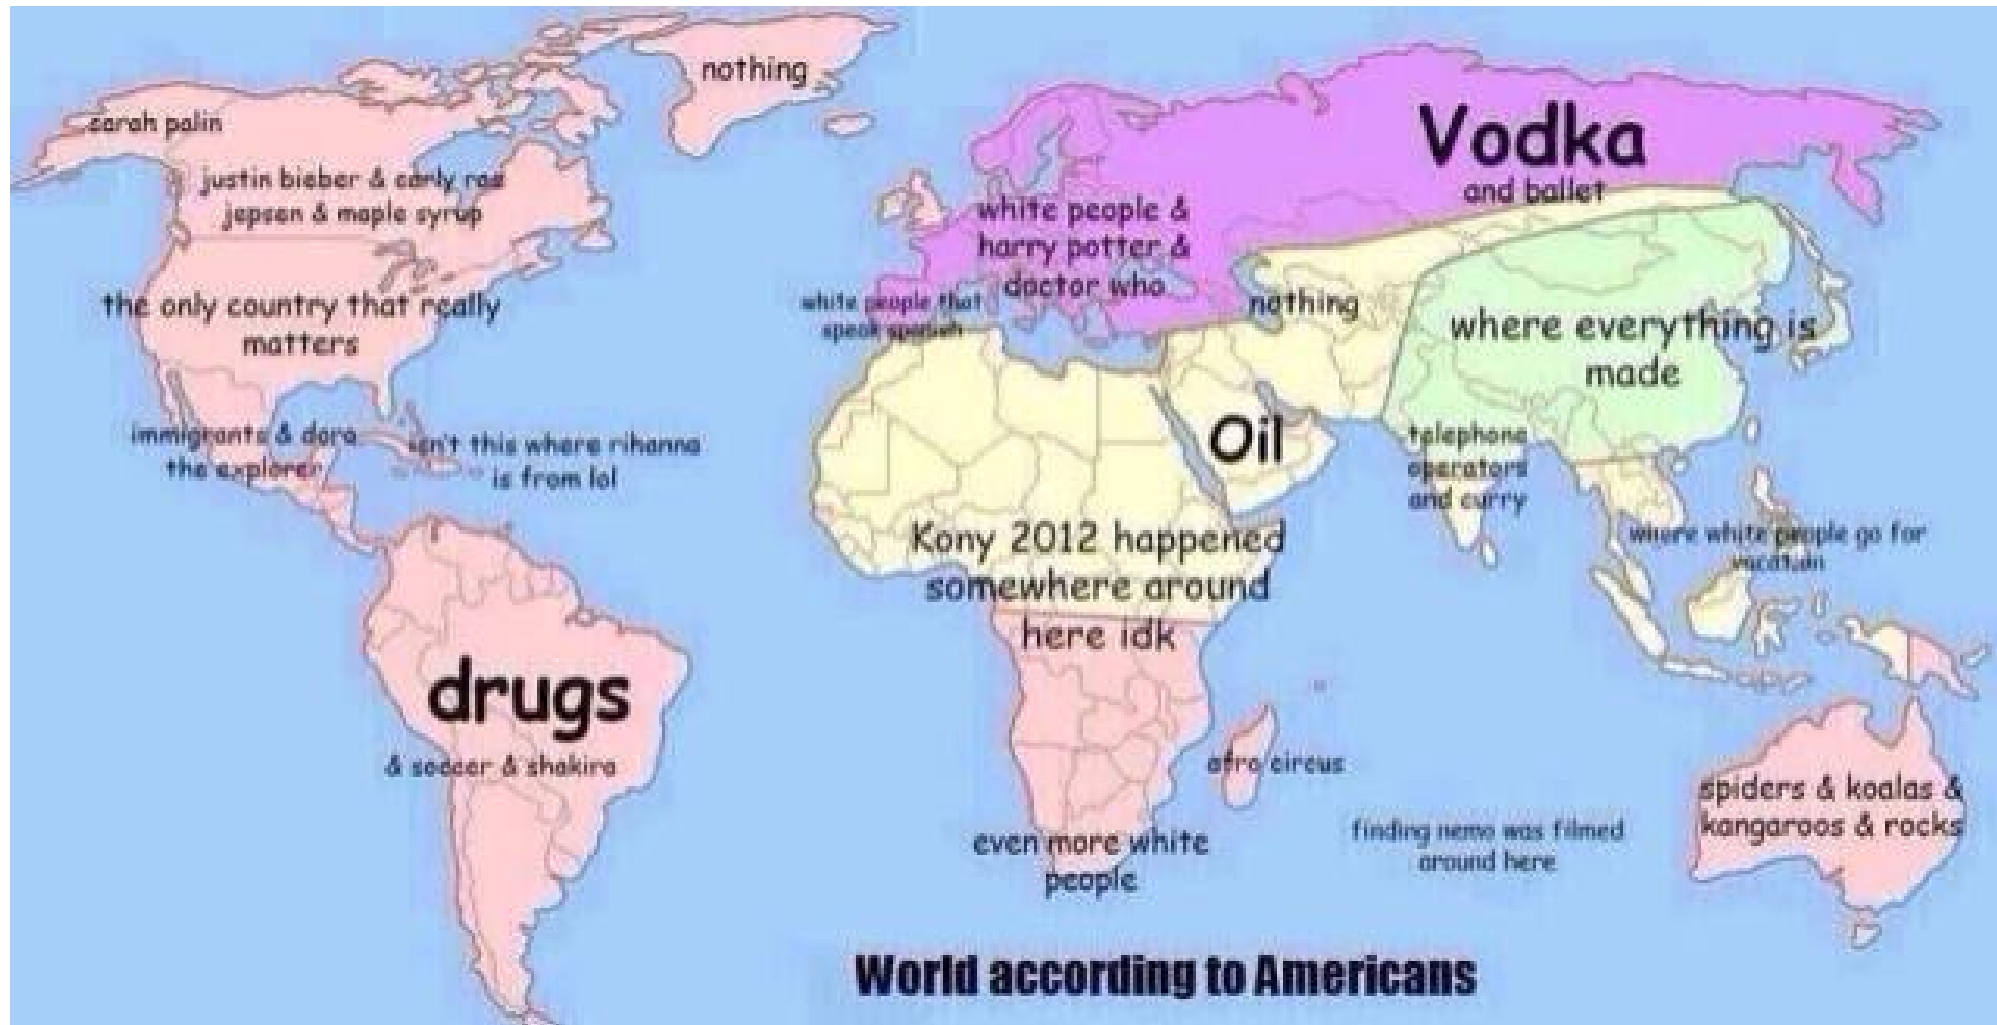 nothing
sarah palin
justin bieber & carly rae
jepsen & maple syrup
the only country that really
matters
immigrants & dora
the explorer
isn't this where rihanna
is from lol
drugs
& soccer & shakira
Vodka
and ballet
white people &
harry potter &
doctor who
white people that
speak spanish
nothing
where everything is
made
Oil
telephone
operators
and curry
Kony 2012 happened
somewhere around
here idk
where white people go for
vacation
afro circus
even more white
people
finding nemo was filmed
around here
spiders & koalas &
kangaroos & rocks
World according to Americans